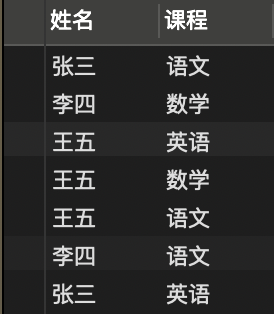 姓名 课程
张三 语文
李四 数学
王五 英语
王五 数学
王五 语文
李四 语文
张三 英语